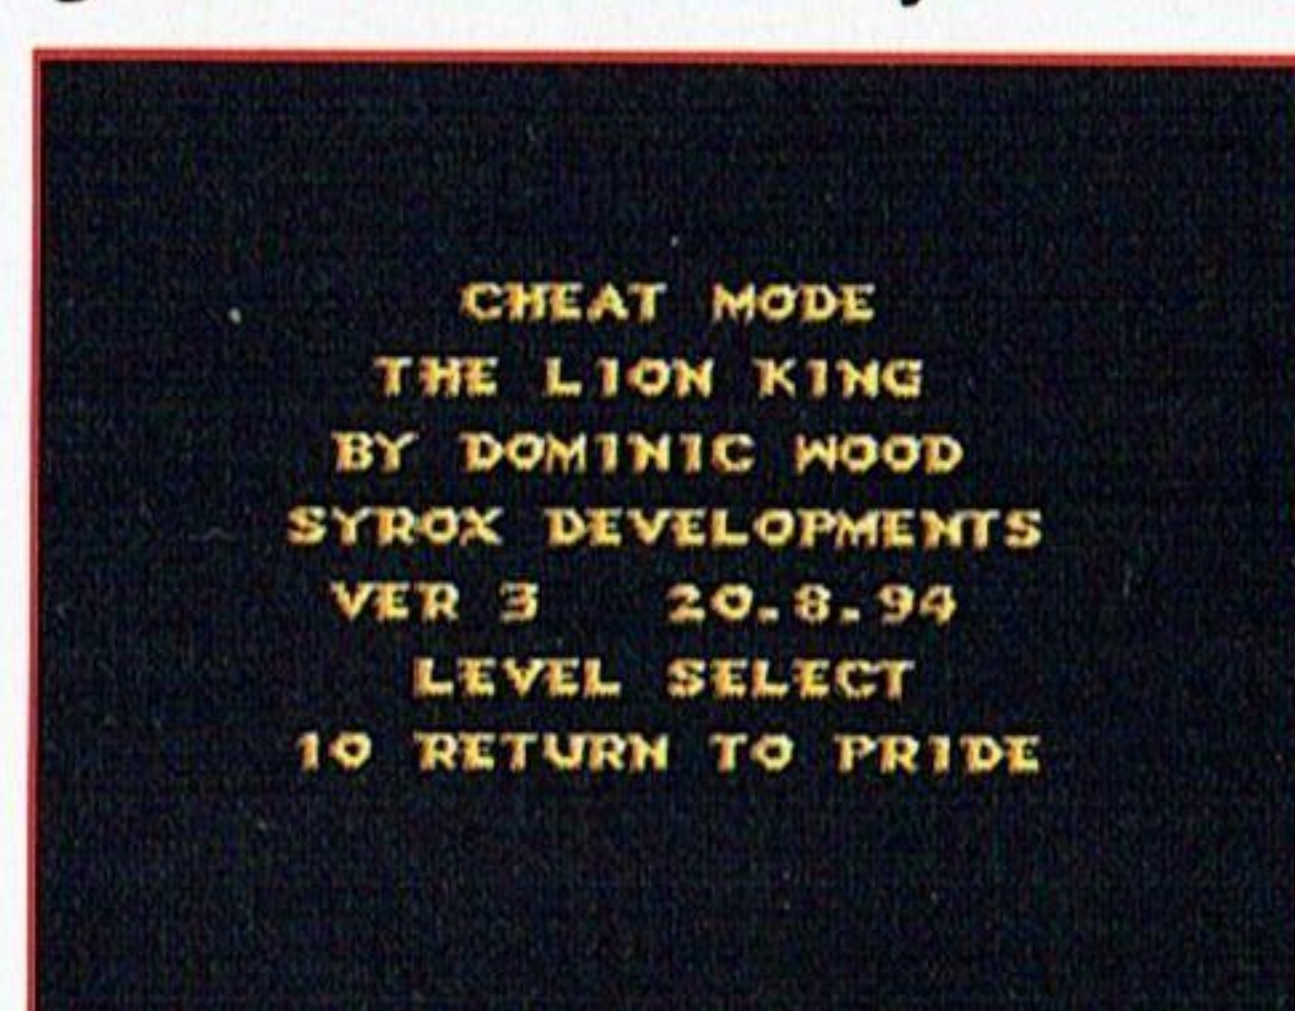 CHEAT MODE
THE LION KING
BY DOMINIC WOOD
SYROX DEVELOPMENTS
VER 3 20.8.94
LEVEL SELECT
10 RETURN TO PRIDE